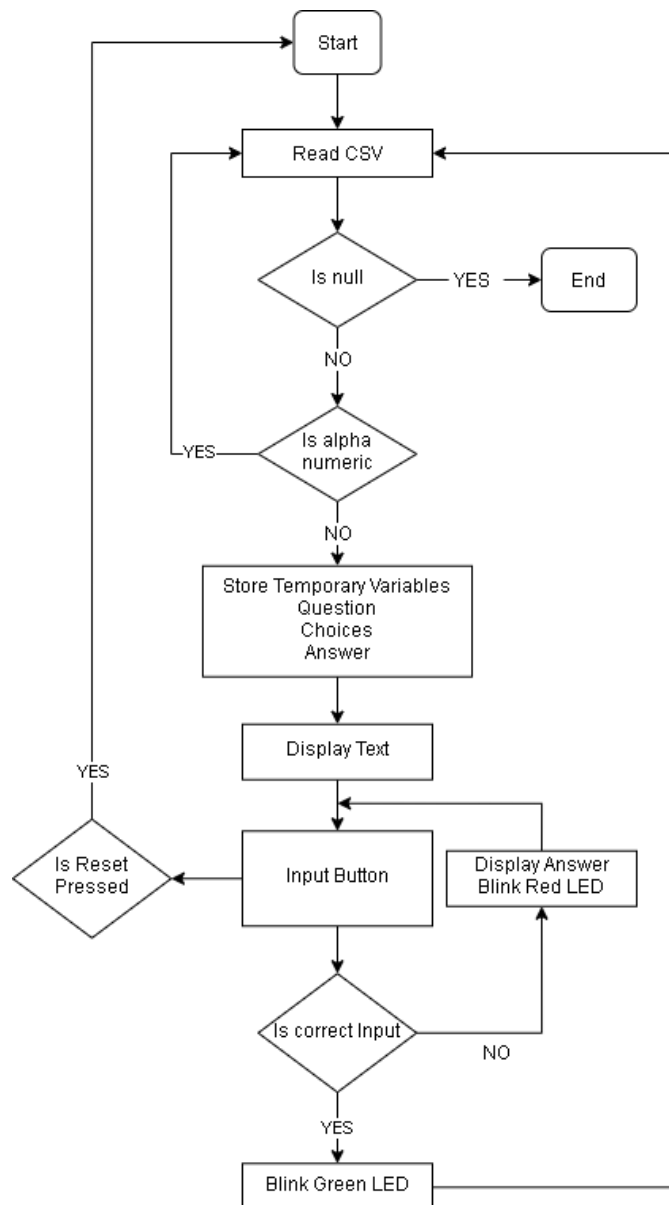 Start
Read CSV
Is null
YES
End
NO
Is alpha
numeric
YES
NO
Store Temporary Variables
Question
Choices
Answer
Display Text
YES
Is Reset
Pressed
Input Button
Display Answer
Blink Red LED
Is correct Input
NO
YES
Blink Green LED